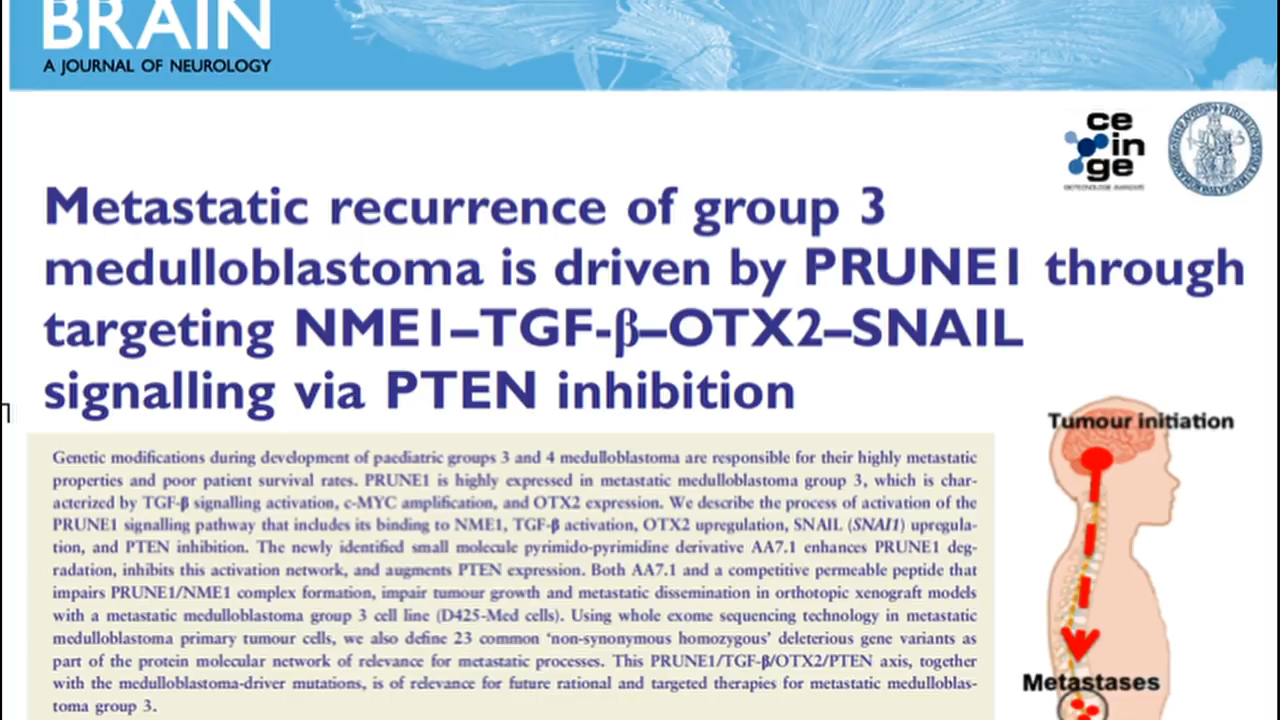 BRAIN
A JOURNAL OF NEUROLOGY
ce
in
ge
Metastatic recurrence of group 3
medulloblastoma is driven by PRUNE1 through
targeting NME1–TGF-β–OTX2–SNAIL
signalling via PTEN inhibition
Genetic modifications during development of paediatric groups 3 and 4 medulloblastoma are responsible for their highly metastatic
properties and poor patient survival rates. PRUNE1 is highly expressed in metastatic medulloblastoma group 3, which is char-
acterized by TGF-β signalling activation, c-MYC amplification, and OTX2 expression. We describe the process of activation of the
PRUNE1 signalling pathway that includes its binding to NME1, TGF-β activation, OTX2 upregulation, SNAIL (SNAI1) upregula-
tion, and PTEN inhibition. The newly identified small molecule pyrimido-pyrimidine derivative AA7.1 enhances PRUNE1 deg-
radation, inhibits this activation network, and augments PTEN expression. Both AA7.1 and a competitive permeable peptide that
impairs PRUNE1/NME1 complex formation, impair tumour growth and metastatic dissemination in orthotopic xenograft models
with a metastatic medulloblastoma group 3 cell line (D425-Med cells). Using whole exome sequencing technology in metastatic
medulloblastoma primary tumour cells, we also define 23 common ‘non-synonymous homozygous’ deleterious gene variants as
part of the protein molecular network of relevance for metastatic processes. This PRUNE1/TGF-β/OTX2/PTEN axis, together
with the medulloblastoma-driver mutations, is of relevance for future rational and targeted therapies for metastatic medulloblas-
toma group 3.
Tumour initiation
Metastases